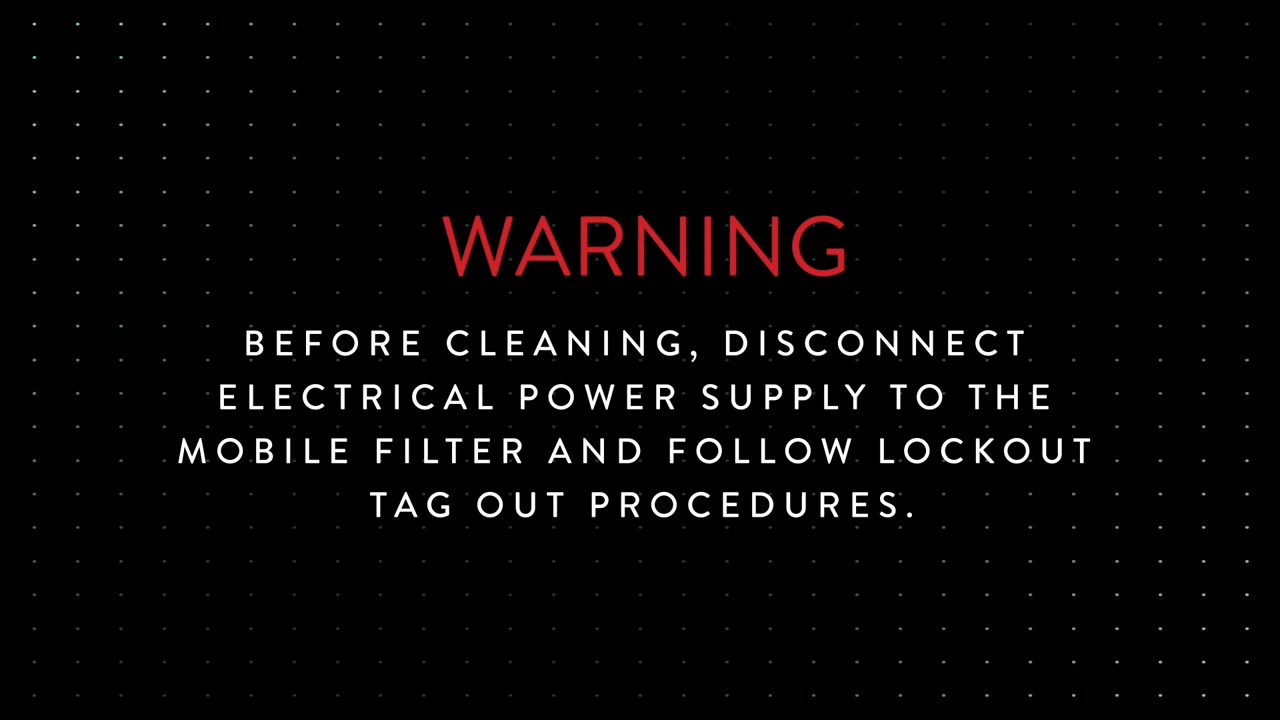 WARNING
BEFORE CLEANING, DISCONNECT
ELECTRICAL POWER SUPPLY TO THE
MOBILE FILTER AND FOLLOW LOCKOUT
TAG OUT PROCEDURES.